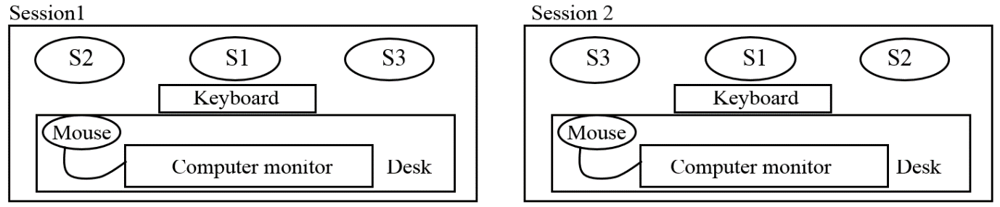 Session1 Session 2
S2 S1 S3 S3 S1 S2
Keyboard Keyboard
Mouse Mouse
Computer monitor Desk Computer monitor Desk